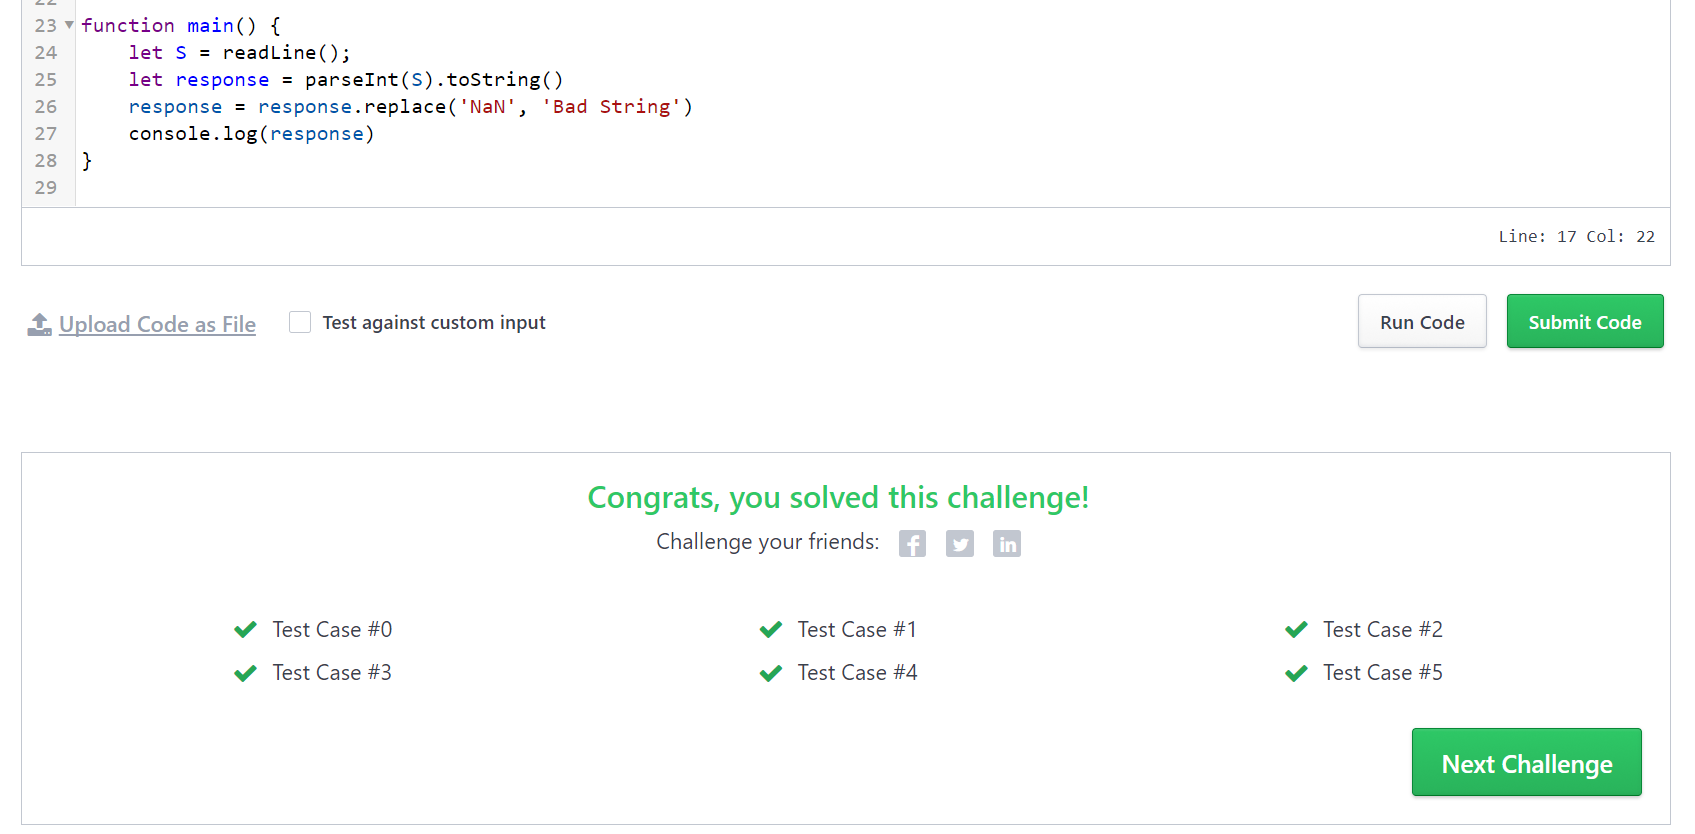 22
23 function main() {
24 let S = readLine();
25 let response = parseInt(S).toString()
26 response = response.replace('NaN', 'Bad String')
27 console.log(response)
28 }
29
Line: 17 Col: 22
Upload Code as File Test against custom input Run Code Submit Code
Congrats, you solved this challenge!
Challenge your friends:
Test Case #0 Test Case #1 Test Case #2
Test Case #3 Test Case #4 Test Case #5
Next Challenge